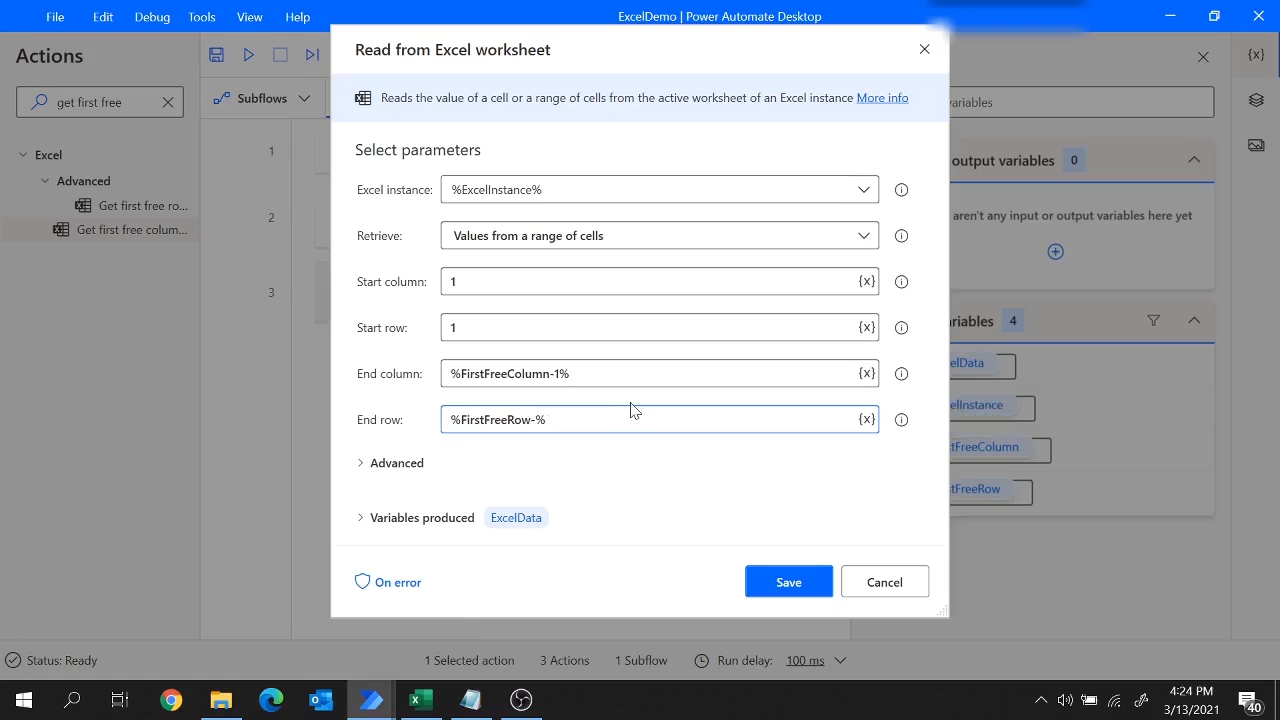 File Edit Debug Tools View Help
ExcelDemo | Power Automate Desktop
Actions
get first free
Excel
Advanced
Get first free ro...
Get first free colum...
Subflows
1
2
3
Read from Excel worksheet
Reads the value of a cell or a range of cells from the active worksheet of an Excel instance More info
Select parameters
Excel instance: %ExcelInstance%
Retrieve: Values from a range of cells
Start column: 1 {x}
Start row: 1 {x}
End column: %FirstFreeColumn-1% {x}
End row: %FirstFreeRow-% {x}
Advanced
Variables produced ExcelData
On error
Save
Cancel
{x}
variables
output variables 0
aren't any input or output variables here yet
riables 4
elData
elInstance
tFreeColumn
tFreeRow
Status: Ready
1 Selected action
3 Actions
1 Subflow
Run delay: 100 ms
4:24 PM
3/13/2021
40